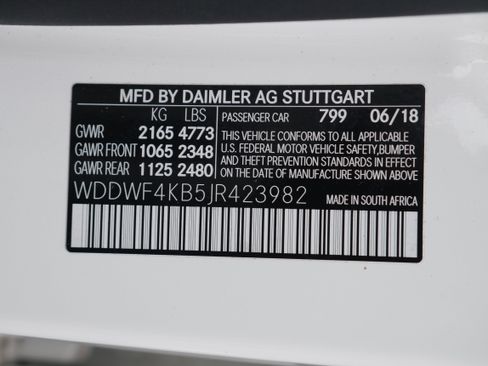 MFD BY DAIMLER AG STUTTGART
KG LBS PASSENGER CAR 799 06/18
GVWR 2165 4773 THIS VEHICLE CONFORMS TO ALL APPLICABLE
GAWR FRONT 1065 2348 U.S. FEDERAL MOTOR VEHICLE SAFETY, BUMPER
GAWR REAR 1125 2480 AND THEFT PREVENTION STANDARDS IN EFFECT
ON THE DATE OF MANUFACTURE SHOWN ABOVE.
WDDWF4KB5JR423982 MADE IN SOUTH AFRICA